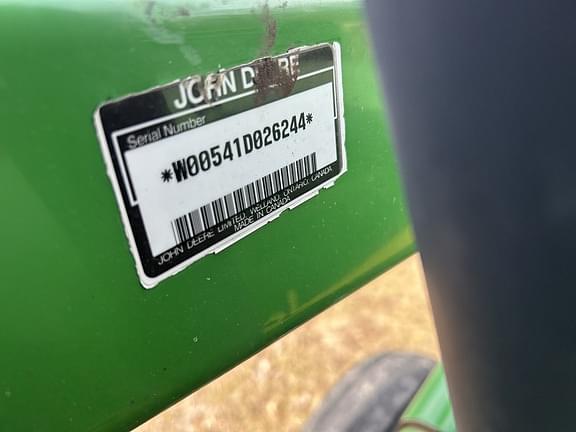 JOHN DEERE
Serial Number
*W00541D026244*
JOHN DEERE LIMITED, WELLAND, ONTARIO, CANADA
MADE IN CANADA